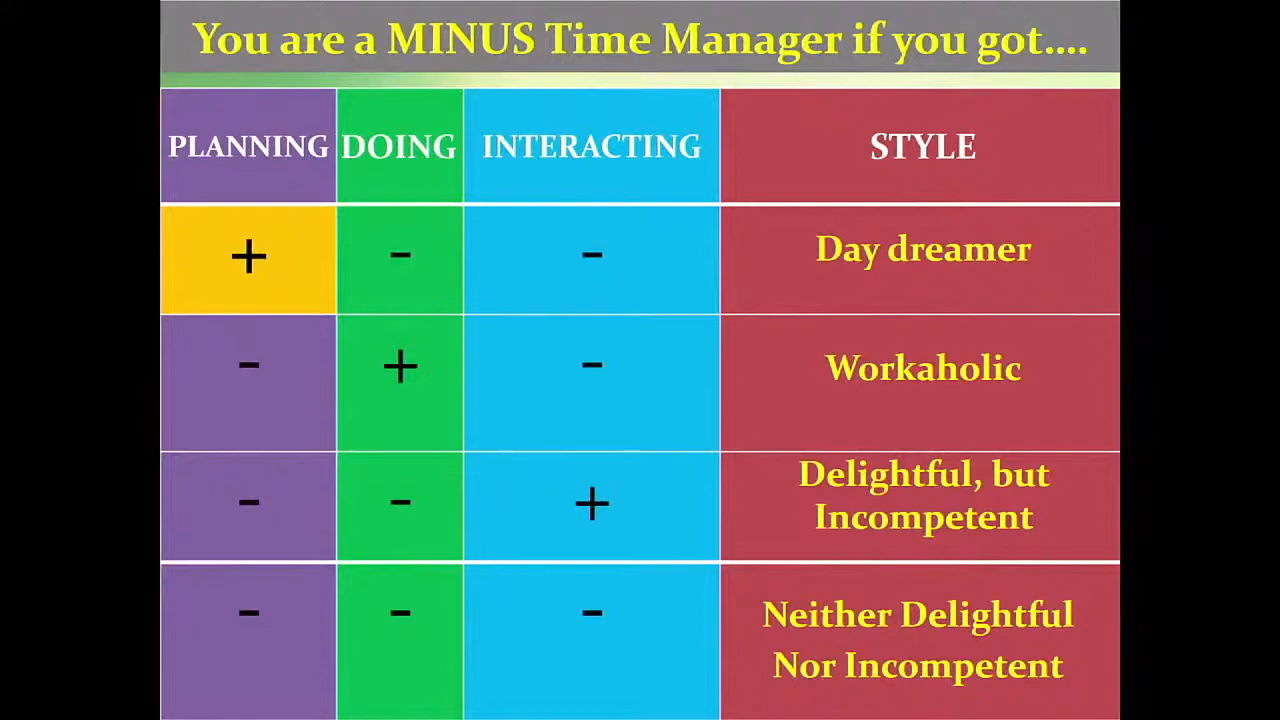 You are a MINUS Time Manager if you got....
PLANNING DOING INTERACTING STYLE
+ - - Day dreamer
- + - Workaholic
- - + Delightful, but
Incompetent
- - - Neither Delightful
Nor Incompetent